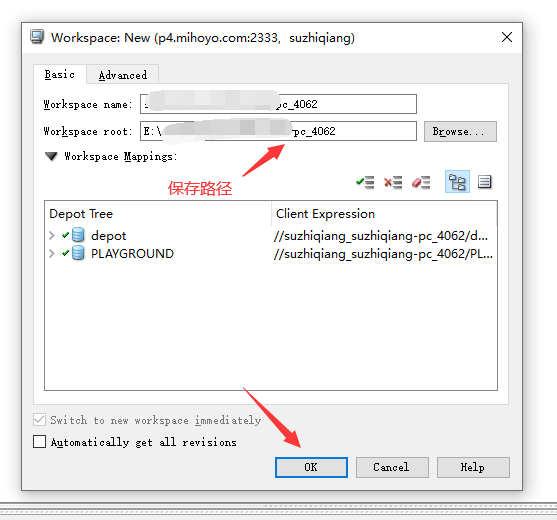 Workspace: New (p4.mihoyo.com:2333, suzhiqiang)
Basic
Advanced
Workspace name: pc_4062
Workspace root: E:\ -pc_4062 Browse...
Workspace Mappings:
保存路径
Depot Tree Client Expression
depot //suzhiqiang_suzhiqiang-pc_4062/d...
PLAYGROUND //suzhiqiang_suzhiqiang-pc_4062/PL...
Switch to new workspace immediately
Automatically get all revisions
OK Cancel Help